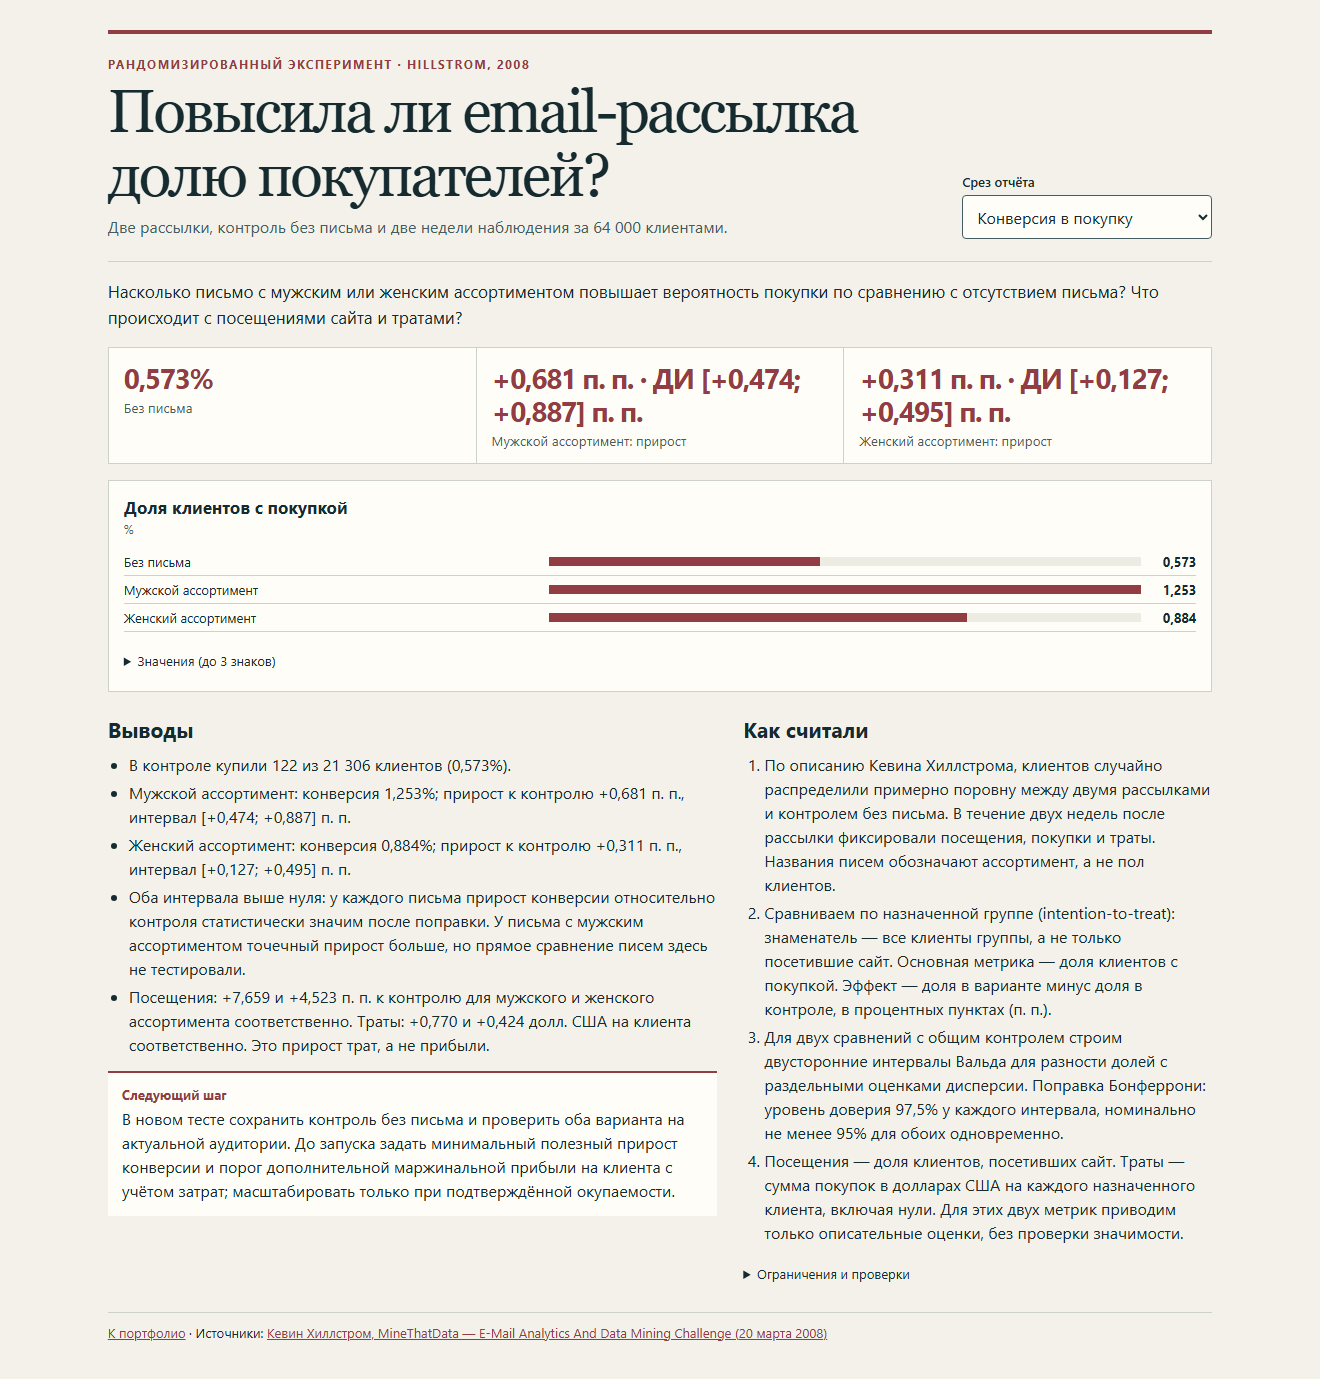 РАНДОМИЗИРОВАННЫЙ ЭКСПЕРИМЕНТ · HILLSTROM, 2008
Повысила ли email-рассылка
долю покупателей?
Две рассылки, контроль без письма и две недели наблюдения за 64 000 клиентами.
Срез отчёта
Конверсия в покупку
Насколько письмо с мужским или женским ассортиментом повышает вероятность покупки по сравнению с отсутствием письма? Что
происходит с посещениями сайта и тратами?
0,573%
Без письма
+0,681 п. п. · ДИ [+0,474;
+0,887] п. п.
Мужской ассортимент: прирост
+0,311 п. п. · ДИ [+0,127;
+0,495] п. п.
Женский ассортимент: прирост
Доля клиентов с покупкой
%
Без письма 0,573
Мужской ассортимент 1,253
Женский ассортимент 0,884
▶ Значения (до 3 знаков)
Выводы
• В контроле купили 122 из 21 306 клиентов (0,573%).
• Мужской ассортимент: конверсия 1,253%; прирост к контролю +0,681 п. п.,
интервал [+0,474; +0,887] п. п.
• Женский ассортимент: конверсия 0,884%; прирост к контролю +0,311 п. п.,
интервал [+0,127; +0,495] п. п.
• Оба интервала выше нуля: у каждого письма прирост конверсии относительно
контроля статистически значим после поправки. У письма с мужским
ассортиментом точечный прирост больше, но прямое сравнение писем здесь
не тестировали.
• Посещения: +7,659 и +4,523 п. п. к контролю для мужского и женского
ассортимента соответственно. Траты: +0,770 и +0,424 долл. США на клиента
соответственно. Это прирост трат, а не прибыли.
Следующий шаг
В новом тесте сохранить контроль без письма и проверить оба варианта на
актуальной аудитории. До запуска задать минимальный полезный прирост
конверсии и порог дополнительной маржинальной прибыли на клиента с
учётом затрат; масштабировать только при подтверждённой окупаемости.
Как считали
1. По описанию Кевина Хиллстрома, клиентов случайно
распределили примерно поровну между двумя рассылками
и контролем без письма. В течение двух недель после
рассылки фиксировали посещения, покупки и траты.
Названия писем обозначают ассортимент, а не пол
клиентов.
2. Сравниваем по назначенной группе (intention-to-treat):
знаменатель — все клиенты группы, а не только
посетившие сайт. Основная метрика — доля клиентов с
покупкой. Эффект — доля в варианте минус доля в
контроле, в процентных пунктах (п. п.).
3. Для двух сравнений с общим контролем строим
двусторонние интервалы Вальда для разности долей с
раздельными оценками дисперсии. Поправка Бонферрони:
уровень доверия 97,5% у каждого интервала, номинально
не менее 95% для обоих одновременно.
4. Посещения — доля клиентов, посетивших сайт. Траты —
сумма покупок в долларах США на каждого назначенного
клиента, включая нули. Для этих двух метрик приводим
только описательные оценки, без проверки значимости.
▶ Ограничения и проверки
К портфолио · Источники: Кевин Хиллстром, MineThatData — E-Mail Analytics And Data Mining Challenge (20 марта 2008)